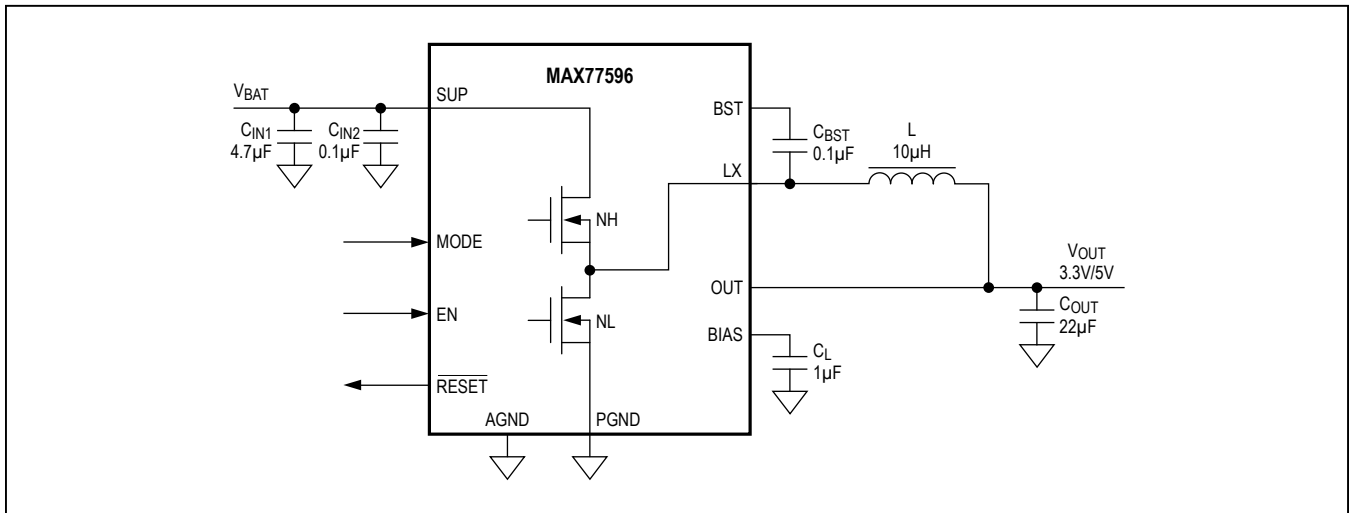 MAX77596
VBAT
SUP
CIN1
4.7µF
CIN2
0.1µF
BST
CBST
0.1µF
L
10µH
LX
NH
MODE
VOUT
3.3V/5V
OUT
COUT
22µF
EN
NL
BIAS
CL
1µF
RESET
AGND
PGND